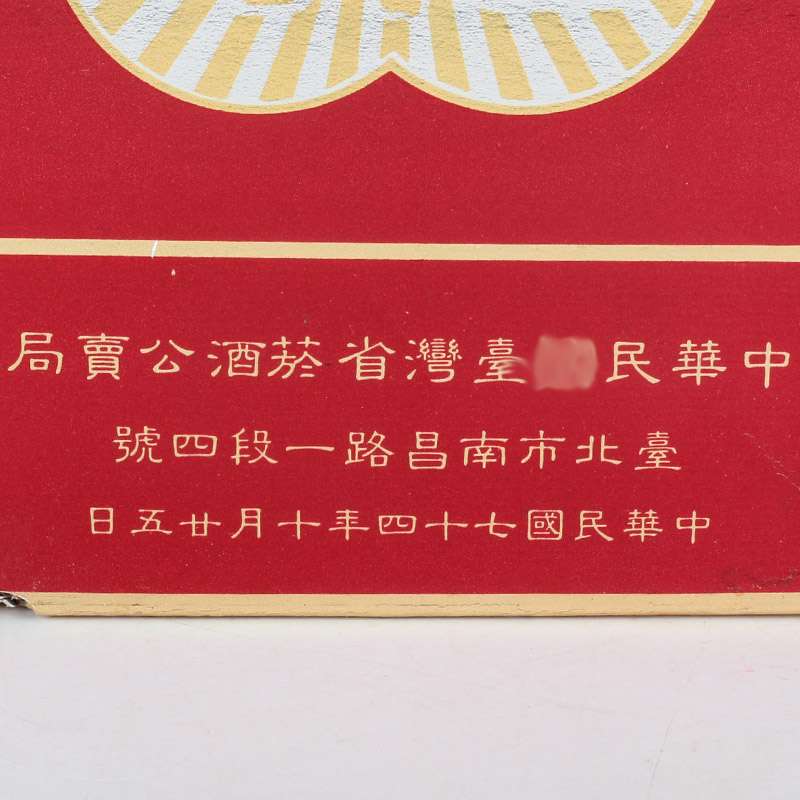 中華民臺灣省菸酒公賣局
臺北市南昌路一段四號
中華民國七十四年十月廿五日